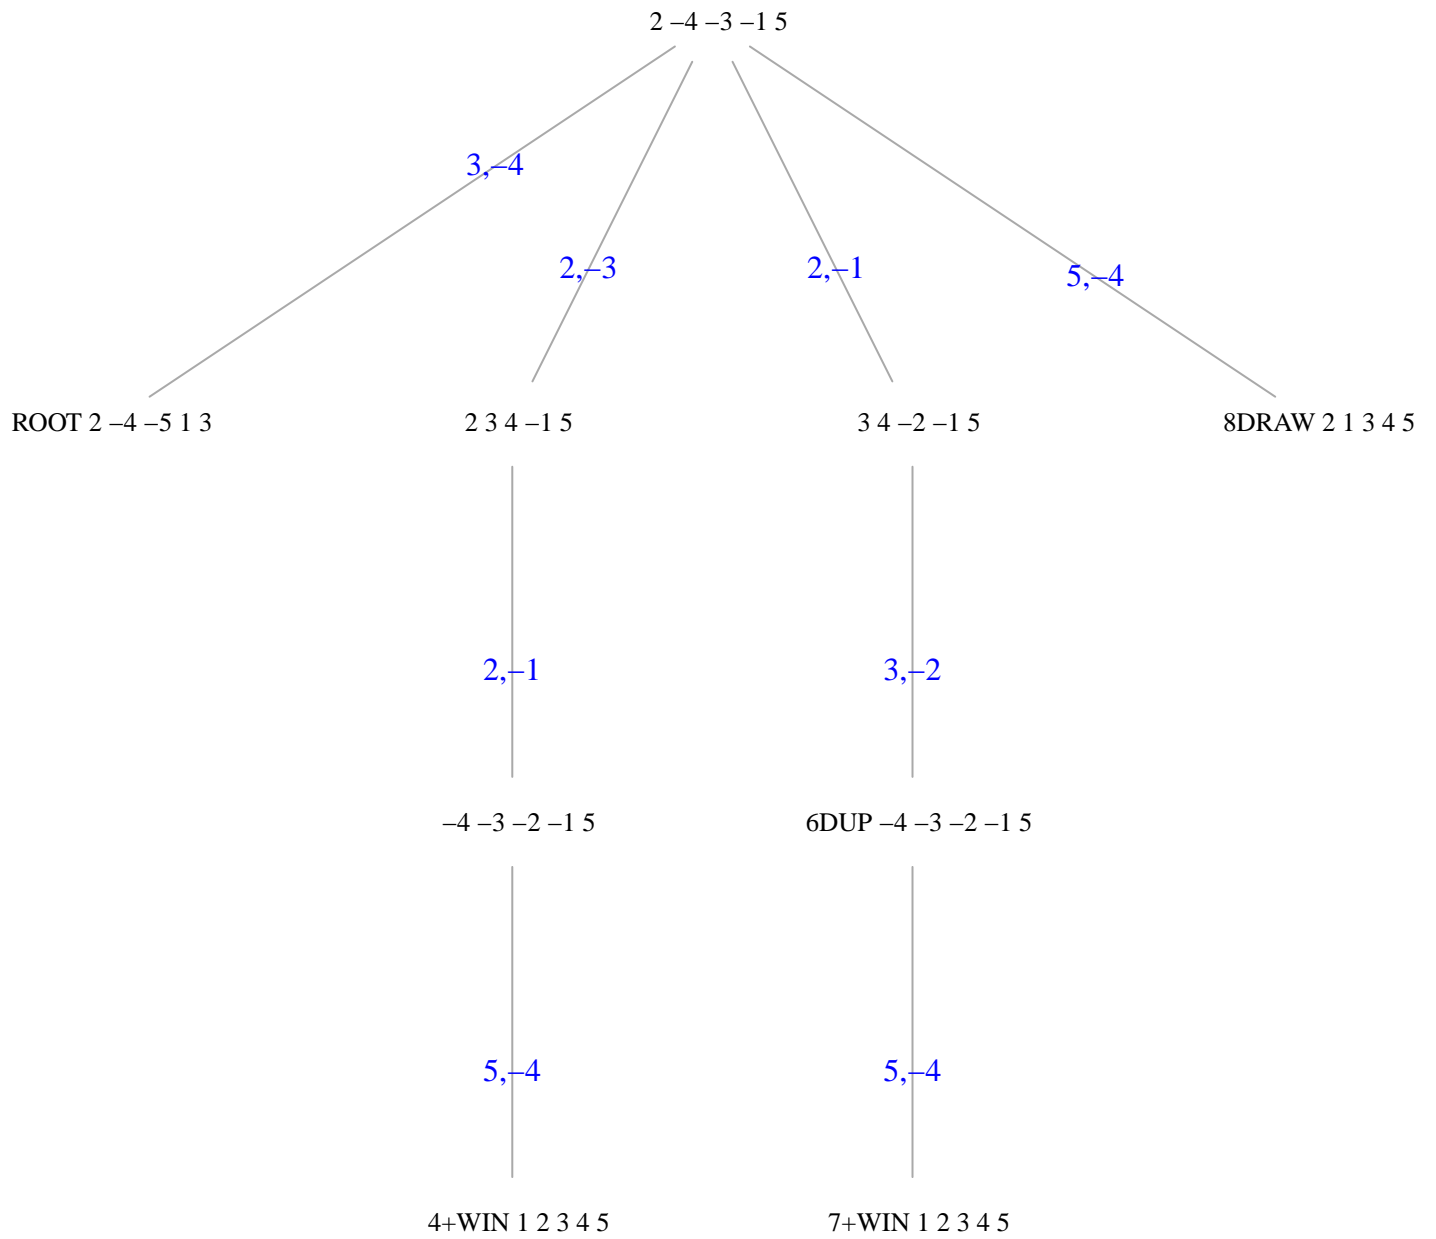 2 –4 –3 –1 5
3,–4
2,–3
2,–1
5,–4
ROOT 2 –4 –5 1 3
2 3 4 –1 5
3 4 –2 –1 5
8DRAW 2 1 3 4 5
2,–1
3,–2
–4 –3 –2 –1 5
6DUP –4 –3 –2 –1 5
5,–4
5,–4
4+WIN 1 2 3 4 5
7+WIN 1 2 3 4 5